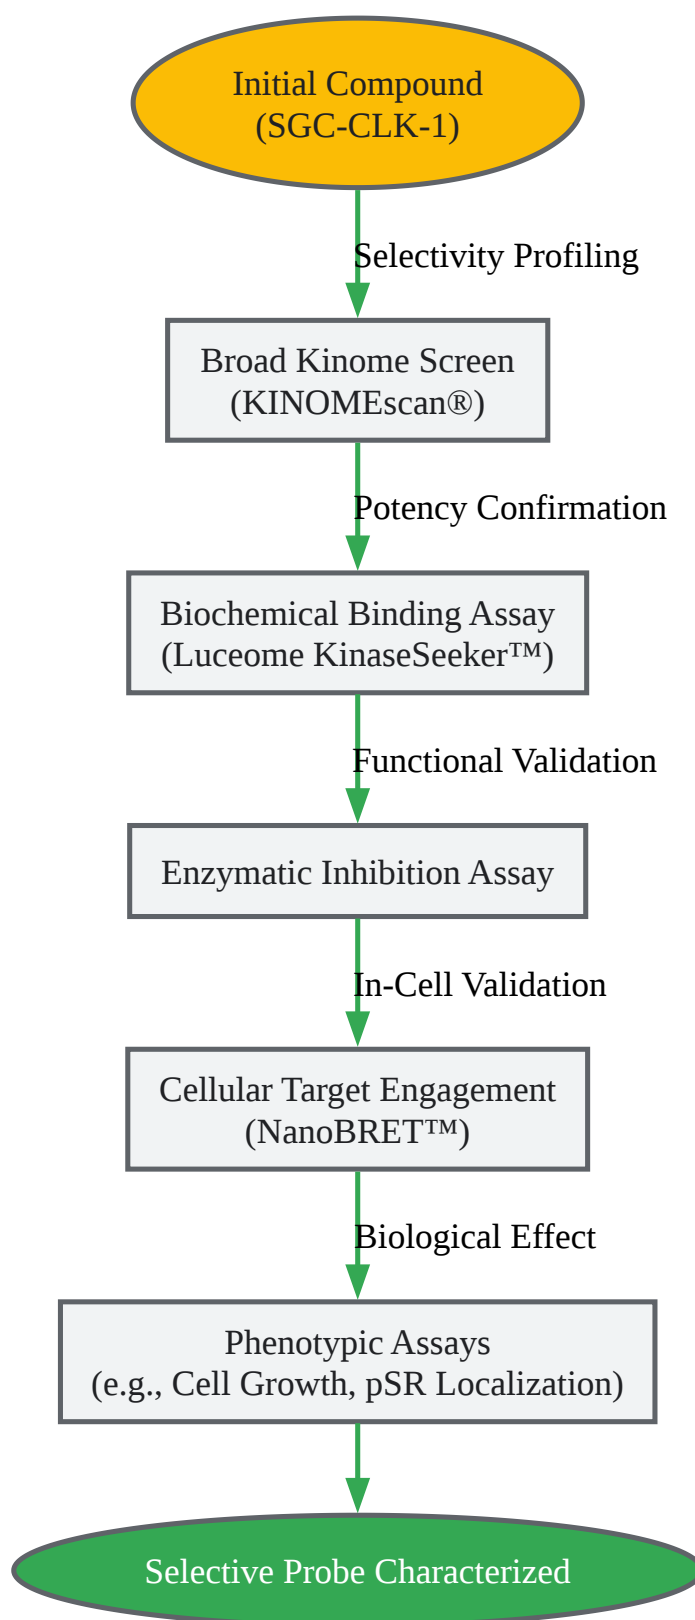 Initial Compound
(SGC-CLK-1)
Selectivity Profiling
Broad Kinome Screen
(KINOMEscan®)
Potency Confirmation
Biochemical Binding Assay
(Luceome KinaseSeeker™)
Functional Validation
Enzymatic Inhibition Assay
In-Cell Validation
Cellular Target Engagement
(NanoBRET™)
Biological Effect
Phenotypic Assays
(e.g., Cell Growth, pSR Localization)
Selective Probe Characterized